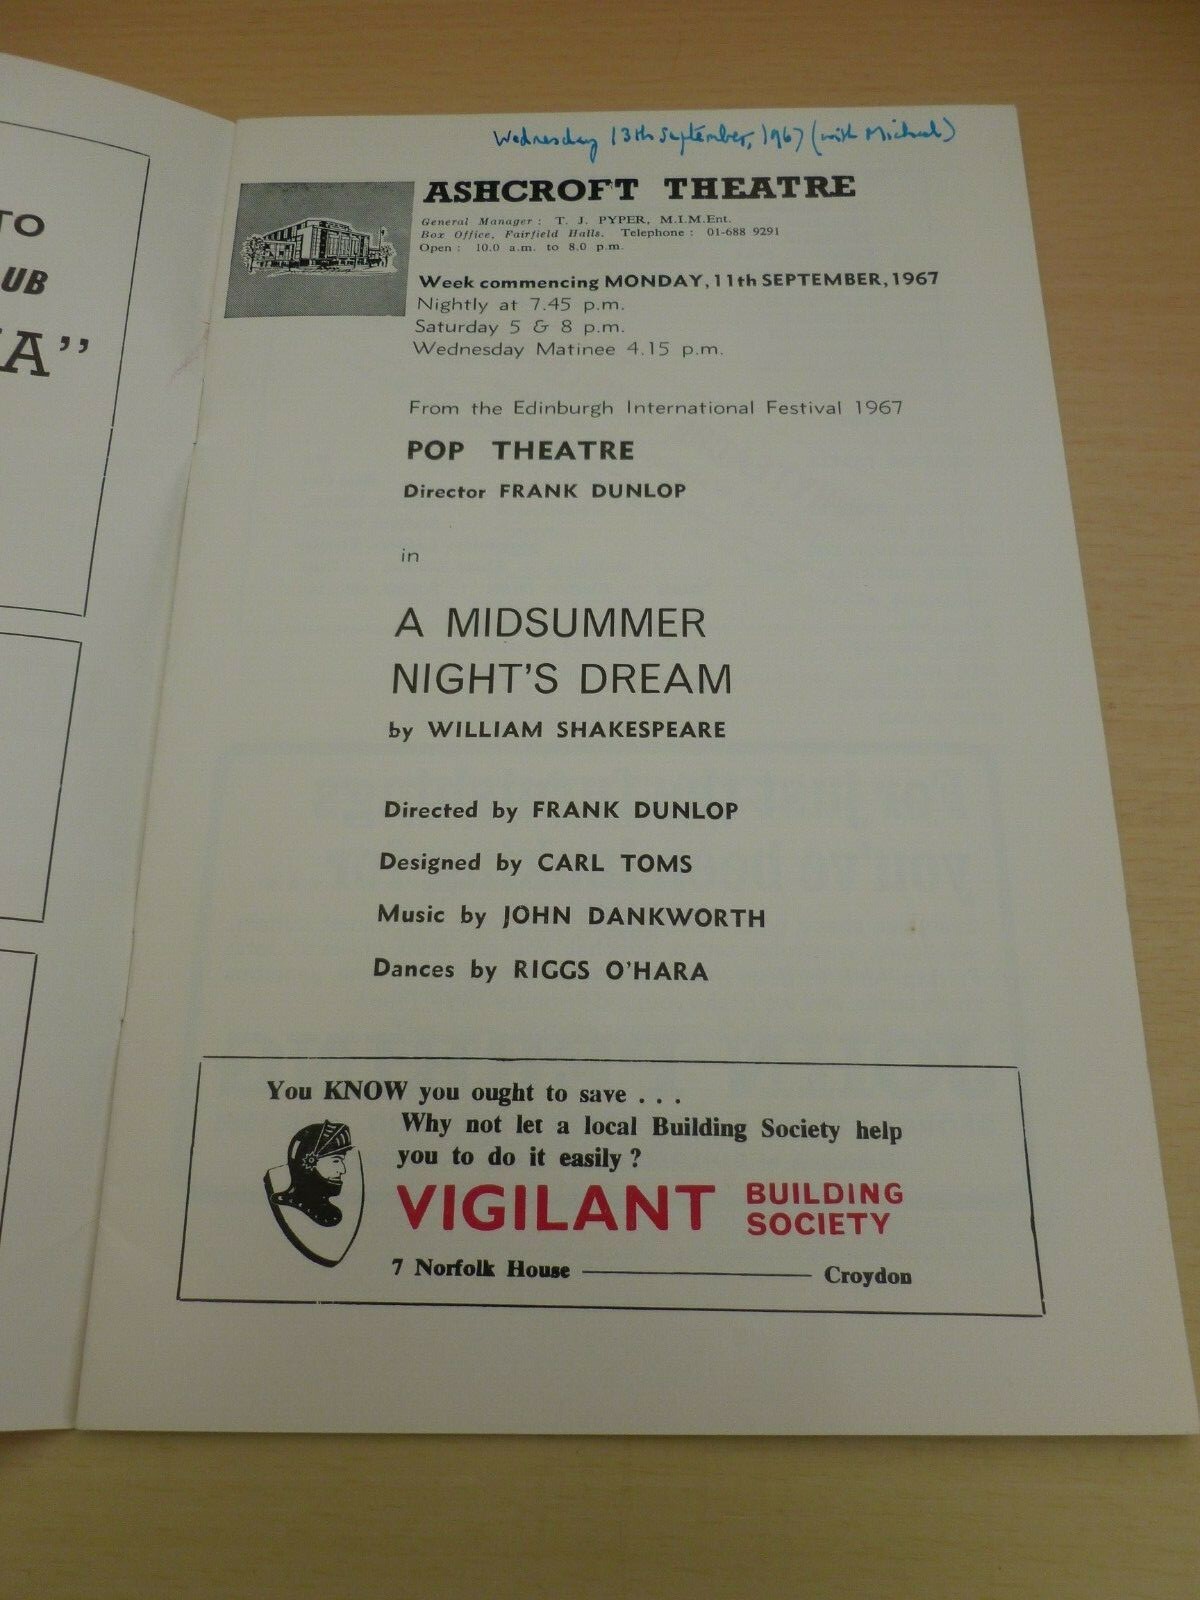 TO
UB
A"
Wednesday 13th September, 1967 (with Michael)
ASHCROFT THEATRE
General Manager : T. J. PYPER, M.I.M.Ent.
Box Office, Fairfield Halls. Telephone : 01-688 9291
Open : 10.0 a.m. to 8.0 p.m.
Week commencing MONDAY, 11th SEPTEMBER, 1967
Nightly at 7.45 p.m.
Saturday 5 & 8 p.m.
Wednesday Matinee 4.15 p.m.
From the Edinburgh International Festival 1967
POP THEATRE
Director FRANK DUNLOP
in
A MIDSUMMER
NIGHT'S DREAM
by WILLIAM SHAKESPEARE
Directed by FRANK DUNLOP
Designed by CARL TOMS
Music by JOHN DANKWORTH
Dances by RIGGS O'HARA
You KNOW you ought to save . . .
Why not let a local Building Society help
you to do it easily ?
VIGILANT BUILDING SOCIETY
7 Norfolk House ——— Croydon